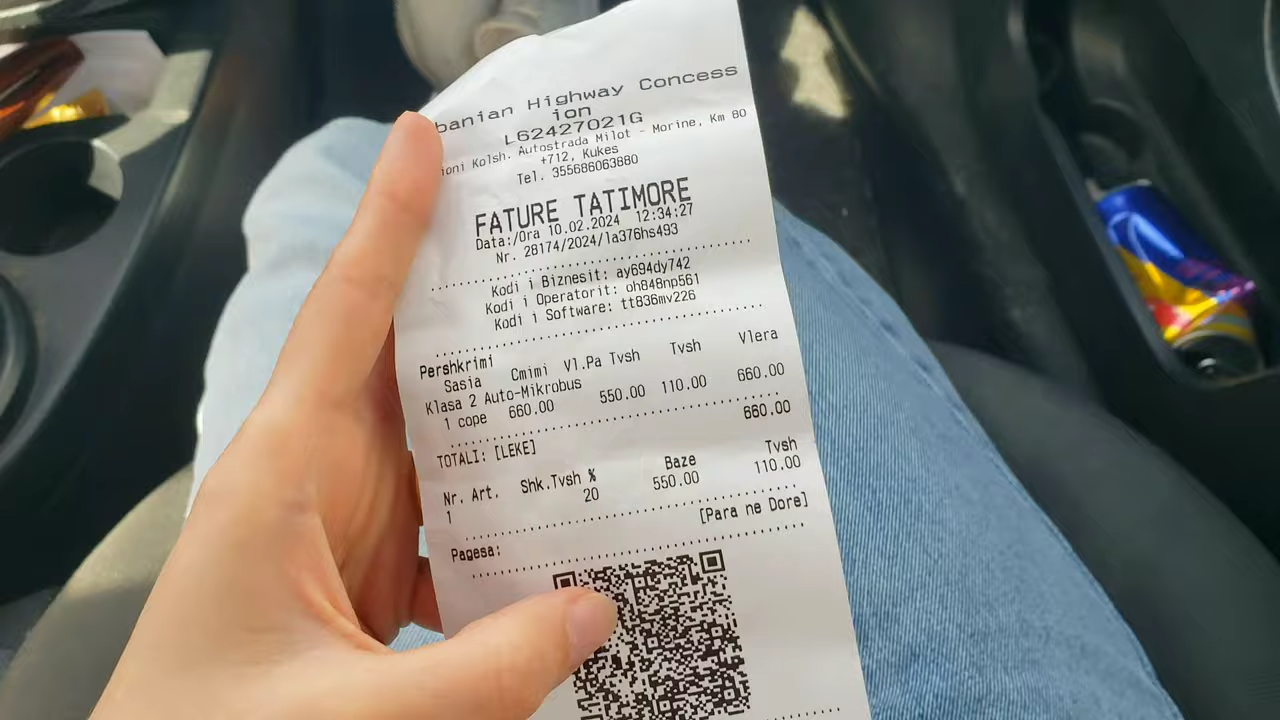 banian Highway Concess
ion
L62427021G
ioni Kolsh. Autostrada Milot - Morine, Km 80
+712, Kukes
Tel. 355686063880
FATURE TATIMORE
Data:/Ora 10.02.2024 12:34:27
Nr. 28174/2024/la376hs493
Kodi i Biznesit: ay694dy742
Kodi i Operatorit: oh848np561
Kodi i Software: tt836mv226
Pershkrimi
Sasia Cmimi Vl.Pa Tvsh Tvsh Vlera
Klasa 2 Auto-Mikrobus
1 cope 660.00 550.00 110.00 660.00
TOTALI: [LEKE] 660.00
Nr. Art. Shk.Tvsh % Baze Tvsh
1 20 550.00 110.00
Pagesa: [Para ne Dore]